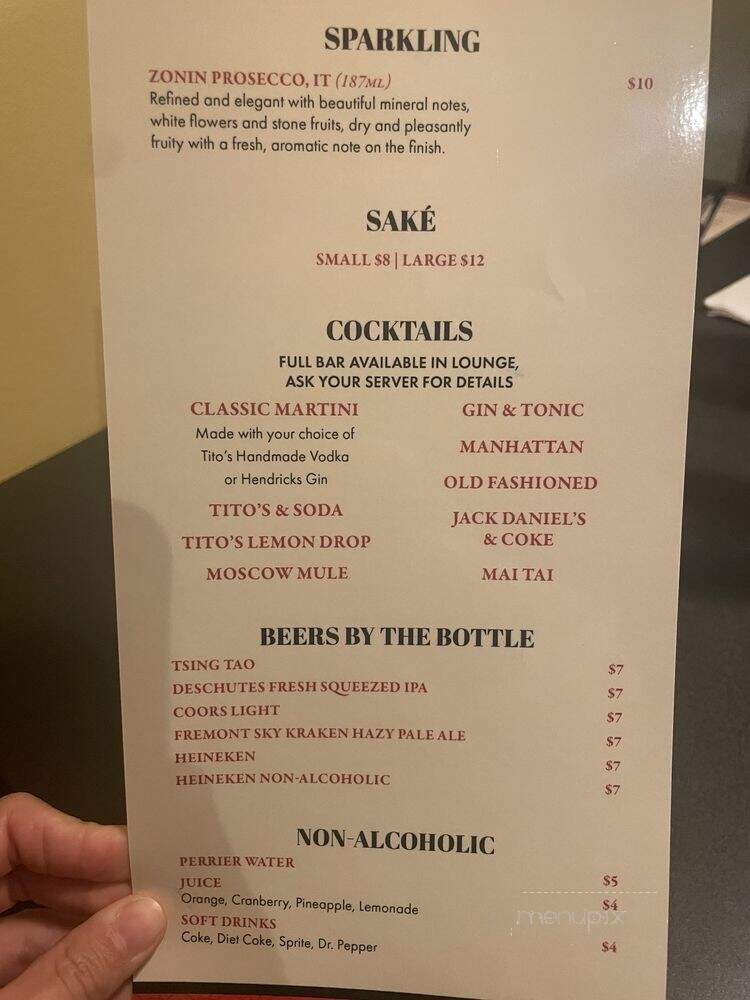 SPARKLING
ZONIN PROSECCO, IT (187ML) $10
Refined and elegant with beautiful mineral notes,
white flowers and stone fruits, dry and pleasantly
fruity with a fresh, aromatic note on the finish.
SAKÉ
SMALL $8 | LARGE $12
COCKTAILS
FULL BAR AVAILABLE IN LOUNGE,
ASK YOUR SERVER FOR DETAILS
CLASSIC MARTINI
Made with your choice of
Tito's Handmade Vodka
or Hendricks Gin
TITO'S & SODA
TITO'S LEMON DROP
MOSCOW MULE
GIN & TONIC
MANHATTAN
OLD FASHIONED
JACK DANIEL'S
& COKE
MAI TAI
BEERS BY THE BOTTLE
TSING TAO $7
DESCHUTES FRESH SQUEEZED IPA $7
COORS LIGHT $7
FREMONT SKY KRAKEN HAZY PALE ALE $7
HEINEKEN $7
HEINEKEN NON-ALCOHOLIC $7
NON-ALCOHOLIC
PERRIER WATER $5
JUICE $4
Orange, Cranberry, Pineapple, Lemonade
SOFT DRINKS $4
Coke, Diet Coke, Sprite, Dr. Pepper
menupix